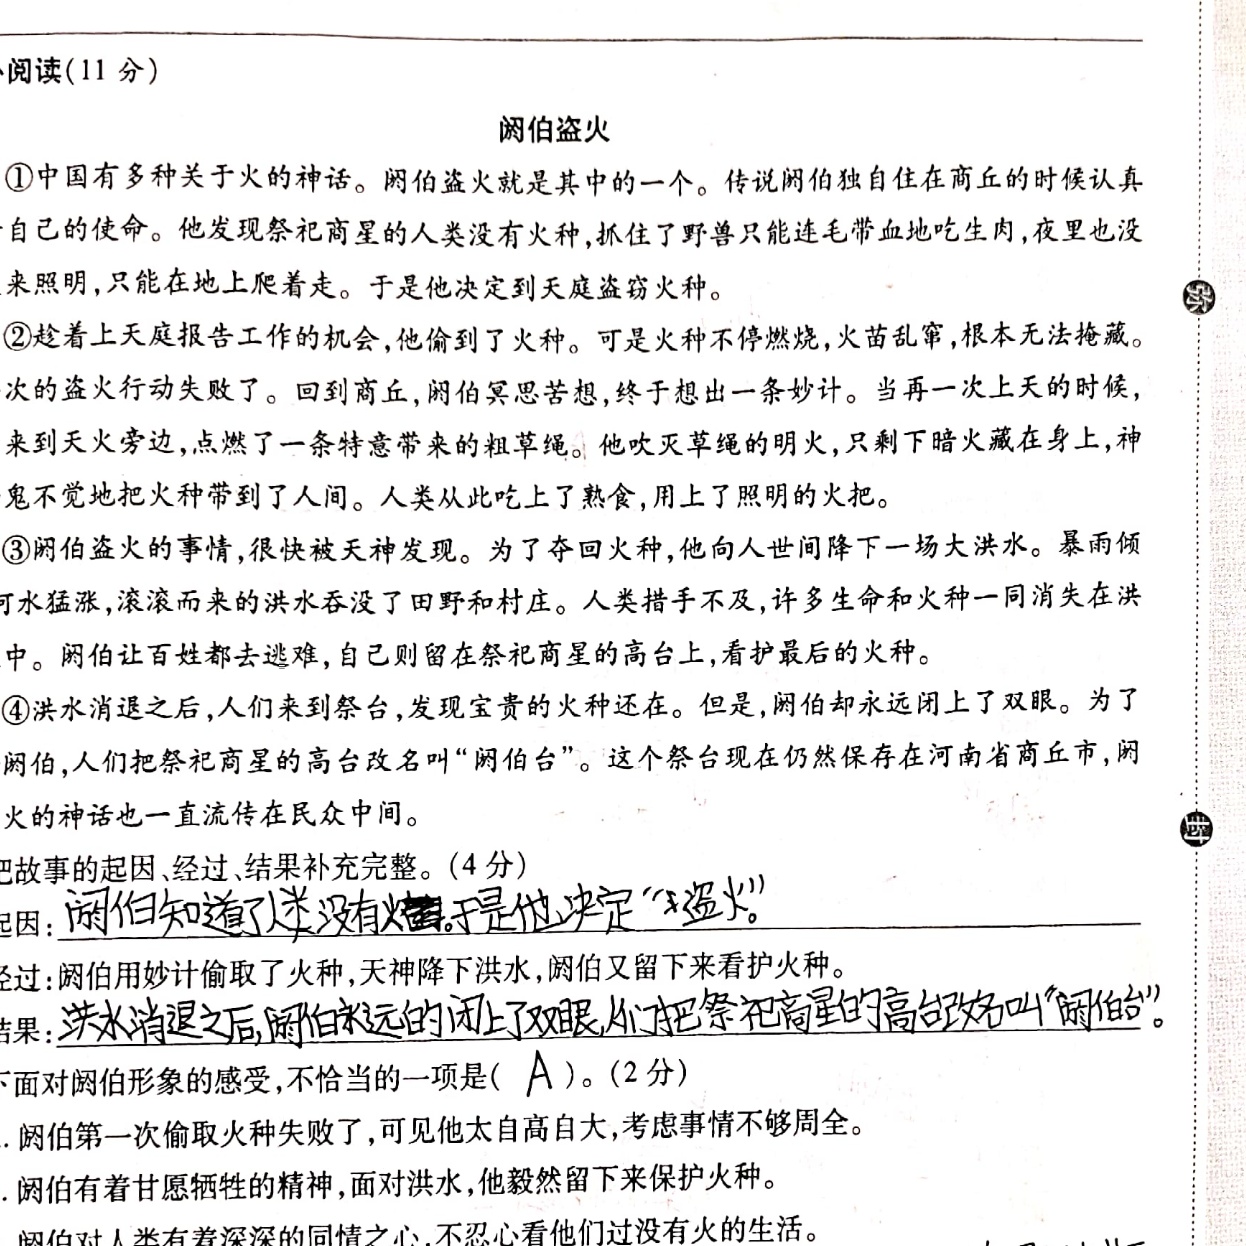 阅读(11分)
阏伯盗火
①中国有多种关于火的神话。阏伯盗火就是其中的一个。传说阏伯独自住在商丘的时候认真
自己的使命。他发现祭祀商星的人类没有火种,抓住了野兽只能连毛带血地吃生肉,夜里也没
来照明,只能在地上爬着走。于是他决定到天庭盗窃火种。
②趁着上天庭报告工作的机会,他偷到了火种。可是火种不停燃烧,火苗乱窜,根本无法掩藏。
次的盗火行动失败了。回到商丘,阏伯冥思苦想,终于想出一条妙计。当再一次上天的时候,
来到天火旁边,点燃了一条特意带来的粗草绳。他吹灭草绳的明火,只剩下暗火藏在身上,神
鬼不觉地把火种带到了人间。人类从此吃上了熟食,用上了照明的火把。
③阏伯盗火的事情,很快被天神发现。为了夺回火种,他向人世间降下一场大洪水。暴雨倾
河水猛涨,滚滚而来的洪水吞没了田野和村庄。人类措手不及,许多生命和火种一同消失在洪
中。阏伯让百姓都去逃难,自己则留在祭祀商星的高台上,看护最后的火种。
④洪水消退之后,人们来到祭台,发现宝贵的火种还在。但是,阏伯却永远闭上了双眼。为了
阏伯,人们把祭祀商星的高台改名叫“阏伯台”。这个祭台现在仍然保存在河南省商丘市,阏
火的神话也一直流传在民众中间。
把故事的起因、经过、结果补充完整。(4分)
起因:阏伯知道了人类没有火。于是他决定“盗火”。
经过:阏伯用妙计偷取了火种,天神降下洪水,阏伯又留下来看护火种。
结果:洪水消退之后,阏伯永远的闭上了双眼,人们把祭祀商星的高台改名叫“阏伯台”。
下面对阏伯形象的感受,不恰当的一项是( A )。(2分)
. 阏伯第一次偷取火种失败了,可见他太自高自大,考虑事情不够周全。
. 阏伯有着甘愿牺牲的精神,面对洪水,他毅然留下来保护火种。
阏伯对人类有着深深的同情之心,不忍心看他们过没有火的生活。